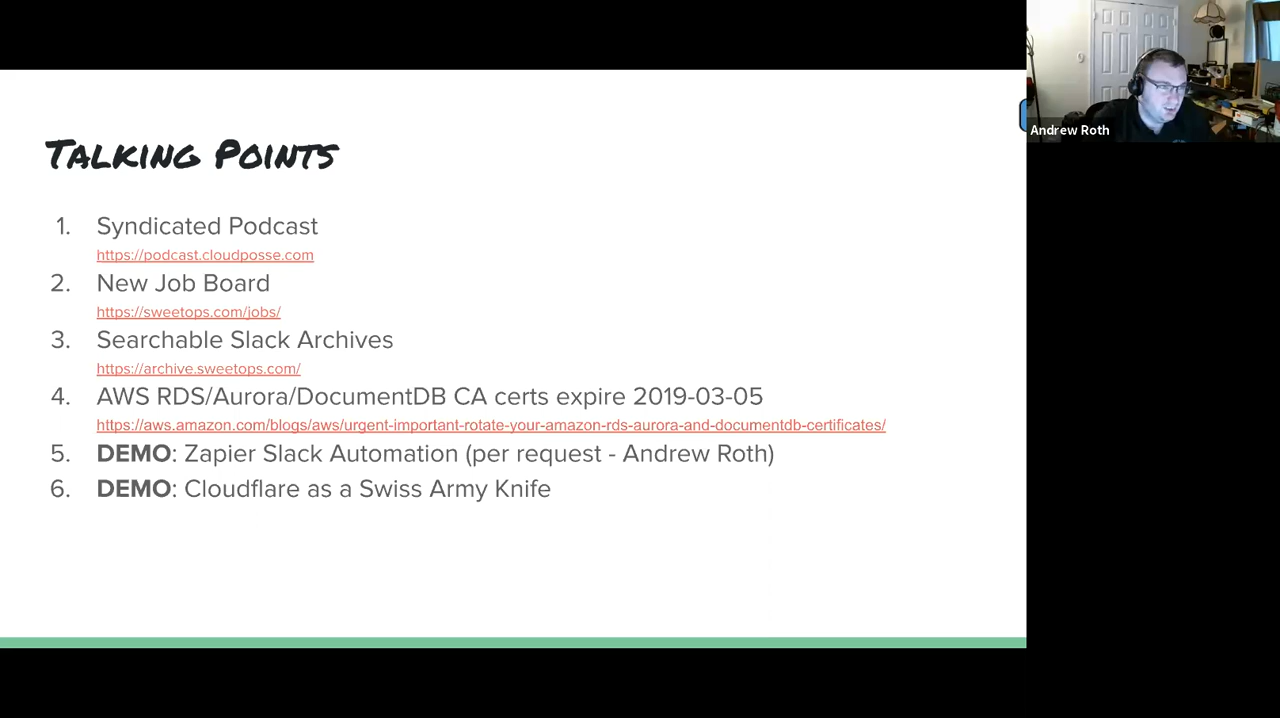 Talking Points
1. Syndicated Podcast
https://podcast.cloudposse.com
2. New Job Board
https://sweetops.com/jobs/
3. Searchable Slack Archives
https://archive.sweetops.com/
4. AWS RDS/Aurora/DocumentDB CA certs expire 2019-03-05
https://aws.amazon.com/blogs/aws/urgent-important-rotate-your-amazon-rds-aurora-and-documentdb-certificates/
5. DEMO: Zapier Slack Automation (per request - Andrew Roth)
6. DEMO: Cloudflare as a Swiss Army Knife
Andrew Roth